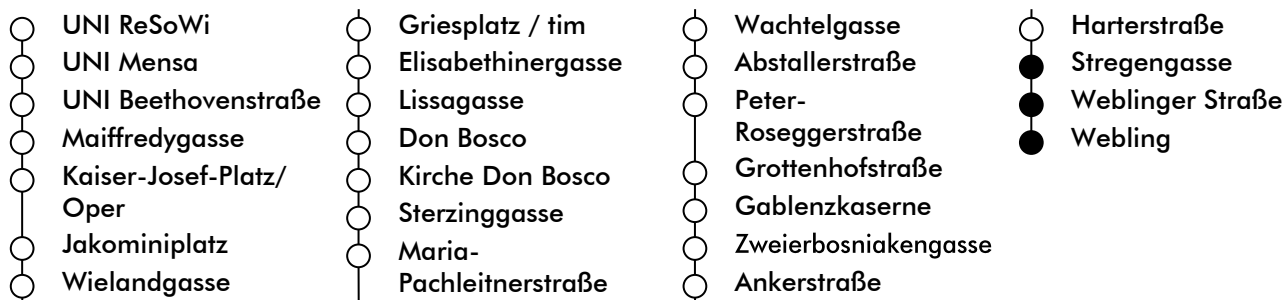 UNI ReSoWi
UNI Mensa
UNI Beethovenstraße
Maiffredygasse
Kaiser-Josef-Platz/
Oper
Jakominiplatz
Wielandgasse
Griesplatz / tim
Elisabethinergasse
Lissagasse
Don Bosco
Kirche Don Bosco
Sterzinggasse
Maria-
Pachleitnerstraße
Wachtelgasse
Abstallerstraße
Peter-
Roseggerstraße
Grottenhofstraße
Gablenzkaserne
Zweierbosniakengasse
Ankerstraße
Harterstraße
Stregengasse
Weblinger Straße
Webling